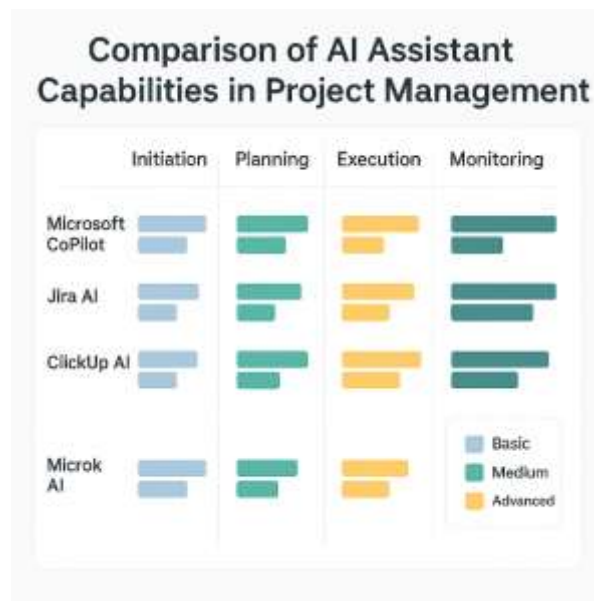 Comparison of AI Assistant
Capabilities in Project Management
Initiation Planning Execution Monitoring
Microsoft
CoPilot
Jira AI
ClickUp AI
Microk
AI
Basic
Medium
Advanced